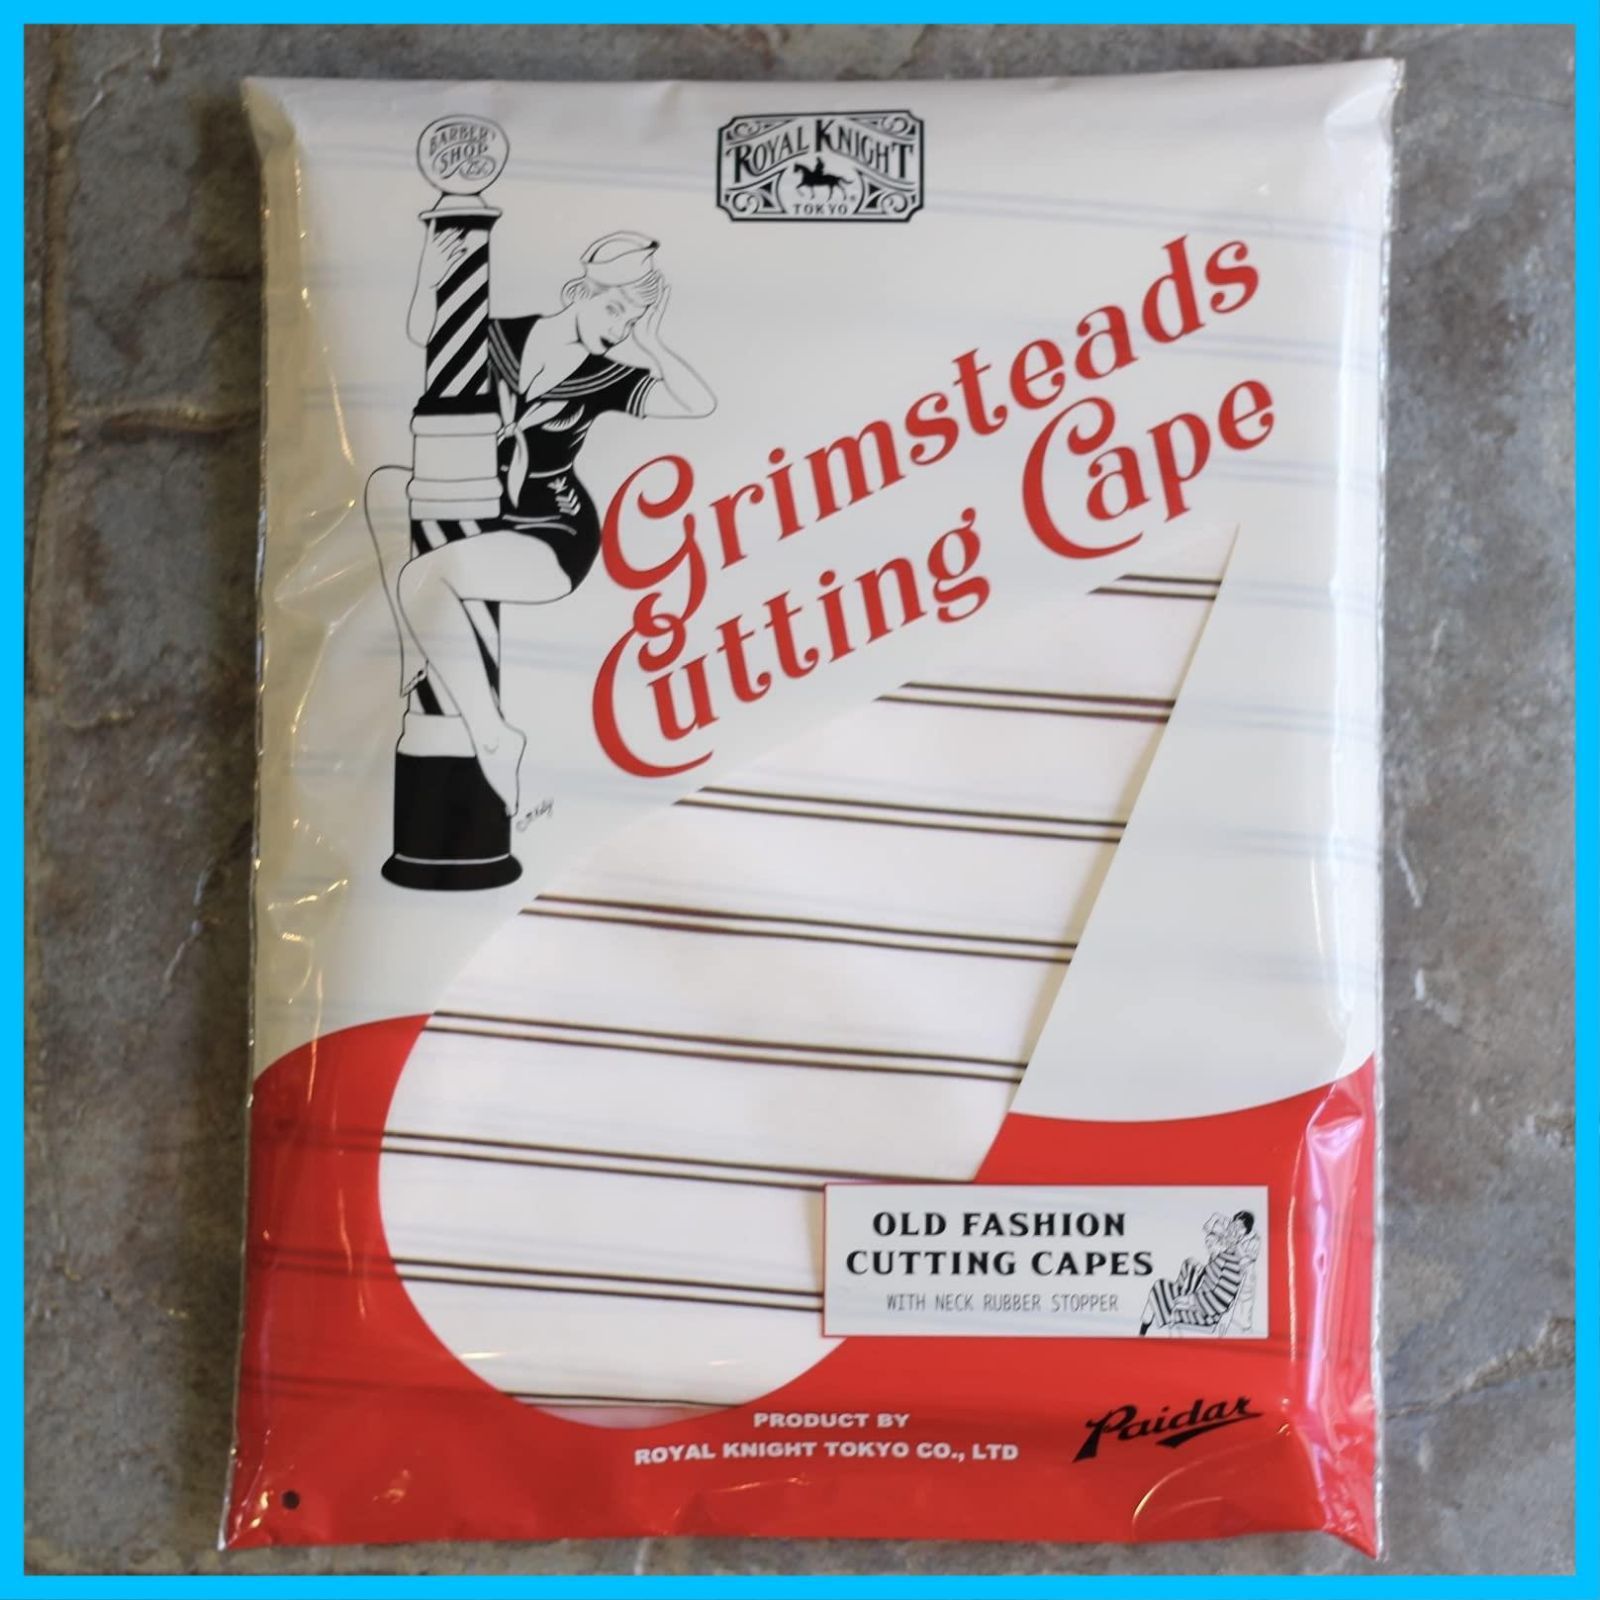 BARBER
SHOP
25¢
ROYAL KNIGHT
TOKYO
Grimsteads
Cutting Cape
OLD FASHION
CUTTING CAPES
WITH NECK RUBBER STOPPER
PRODUCT BY
ROYAL KNIGHT TOKYO CO., LTD
Paidar